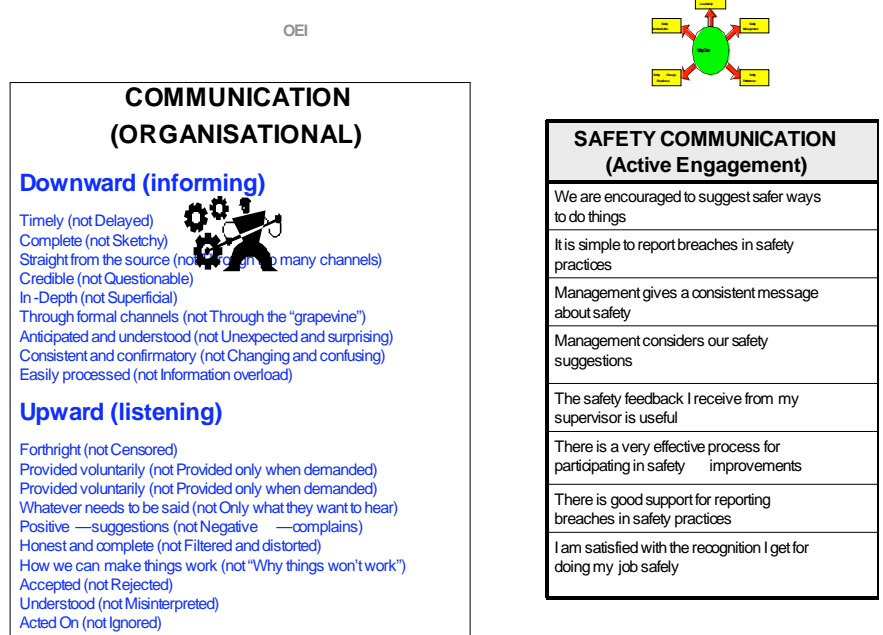 OEI
COMMUNICATION
(ORGANISATIONAL)
Downward (informing)
Timely (not Delayed)
Complete (not Sketchy)
Straight from the source (not Through too many channels)
Credible (not Questionable)
In -Depth (not Superficial)
Through formal channels (not Through the “grapevine”)
Anticipated and understood (not Unexpected and surprising)
Consistent and confirmatory (not Changing and confusing)
Easily processed (not Information overload)
Upward (listening)
Forthright (not Censored)
Provided voluntarily (not Provided only when demanded)
Provided voluntarily (not Provided only when demanded)
Whatever needs to be said (not Only what they want to hear)
Positive —suggestions (not Negative —complains)
Honest and complete (not Filtered and distorted)
How we can make things work (not “Why things won’t work”)
Accepted (not Rejected)
Understood (not Misinterpreted)
Acted On (not Ignored)
Leadership
Safety
Management
SAFETY COMMUNICATION
(Active Engagement)
We are encouraged to suggest safer ways
to do things
It is simple to report breaches in safety
practices
Management gives a consistent message
about safety
Management considers our safety
suggestions
The safety feedback I receive from my
supervisor is useful
There is a very effective process for
participating in safety improvements
There is good support for reporting
breaches in safety practices
I am satisfied with the recognition I get for
doing my job safely